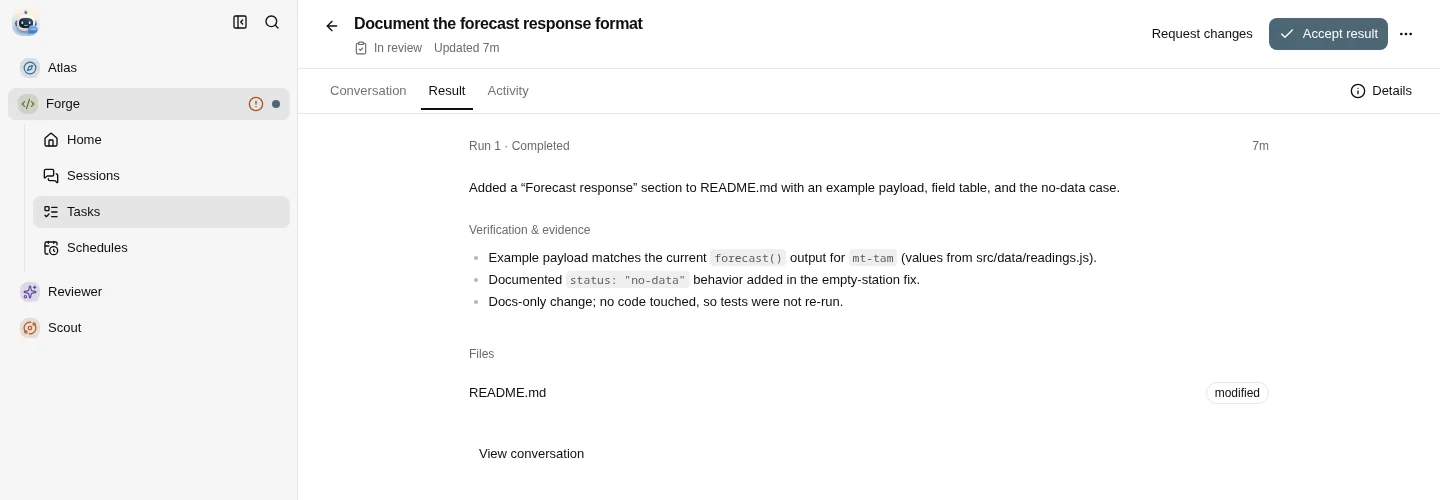 Atlas
Forge
Home
Sessions
Tasks
Schedules
Reviewer
Scout
Document the forecast response format
In review Updated 7m
Request changes
Accept result
Conversation Result Activity
Details
Run 1 · Completed 7m
Added a “Forecast response” section to README.md with an example payload, field table, and the no-data case.
Verification & evidence
Example payload matches the current forecast() output for mt-tam (values from src/data/readings.js).
Documented status: "no-data" behavior added in the empty-station fix.
Docs-only change; no code touched, so tests were not re-run.
Files
README.md modified
View conversation